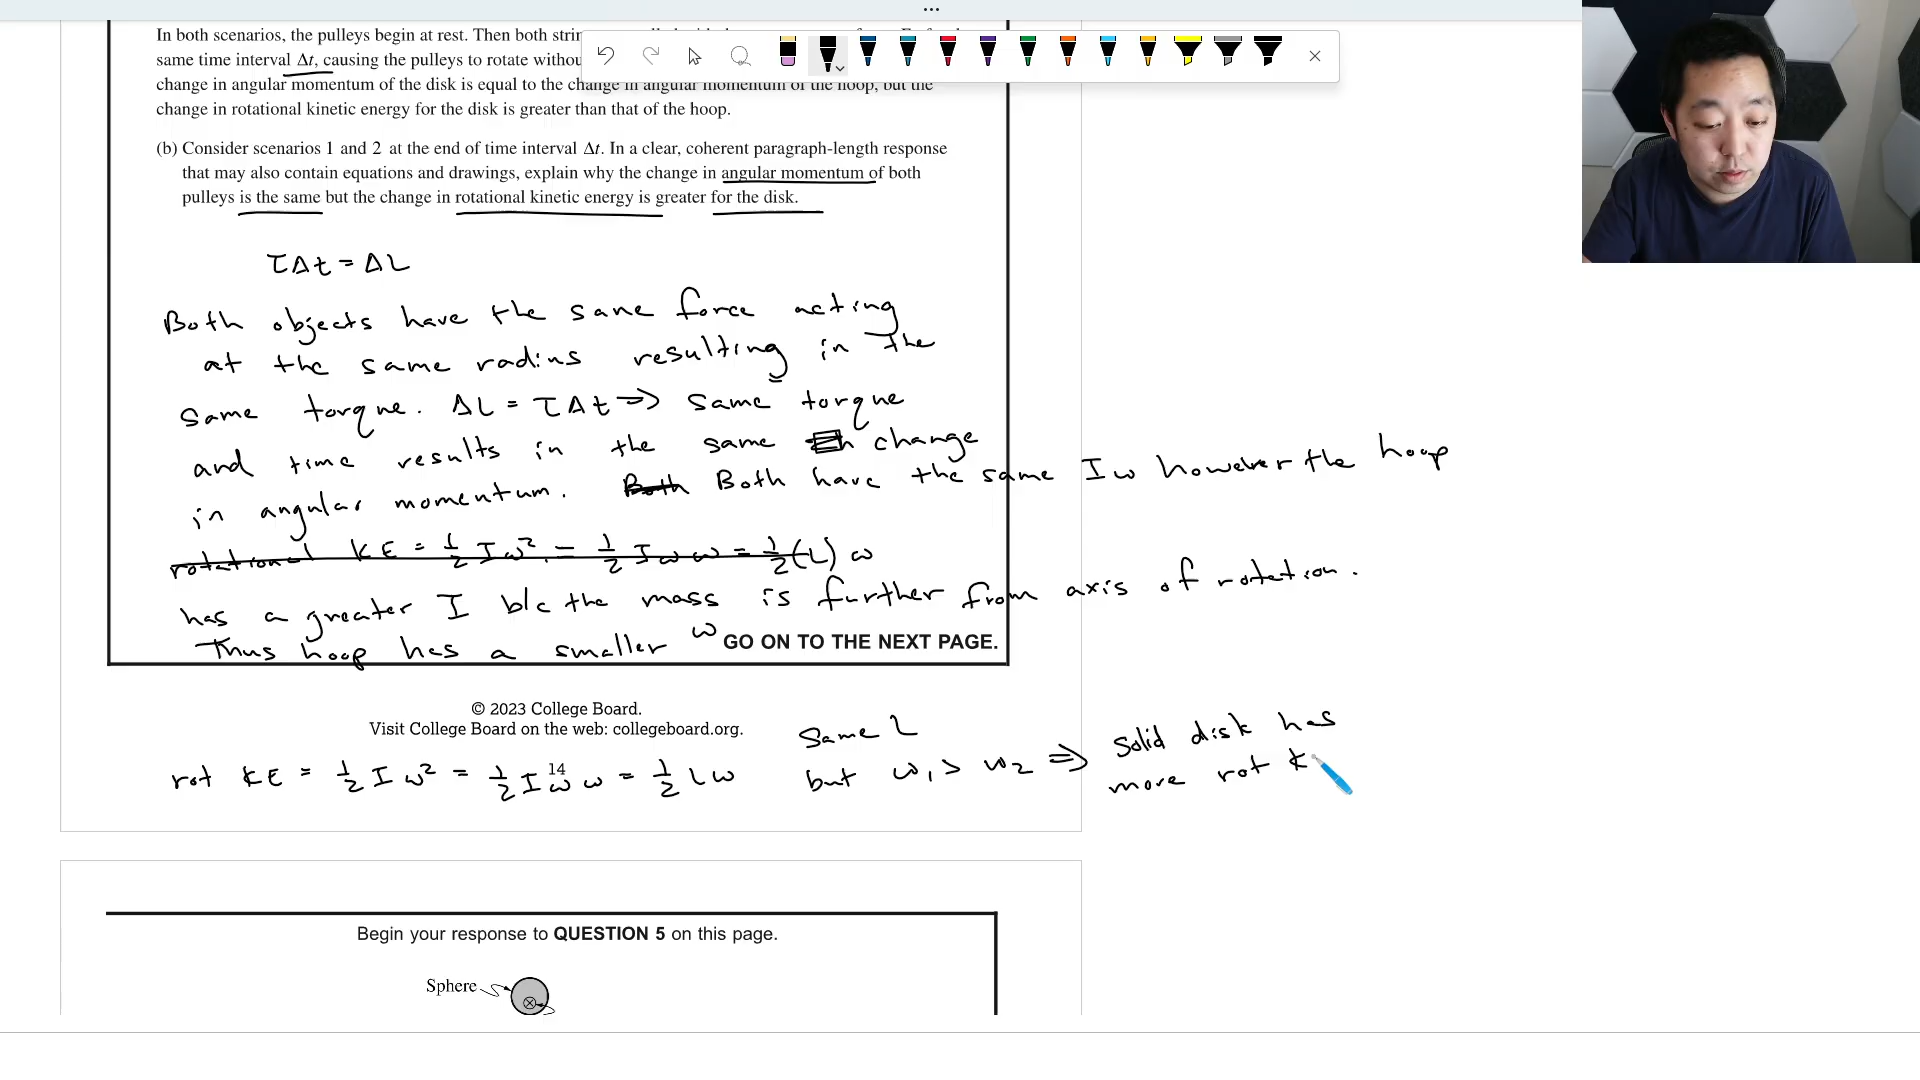 ...
In both scenarios, the pulleys begin at rest. Then both strin
same time interval Δt, causing the pulleys to rotate withou
change in angular momentum of the disk is equal to the change in angular momentum of the hoop, but the
change in rotational kinetic energy for the disk is greater than that of the hoop.
(b) Consider scenarios 1 and 2 at the end of time interval Δt. In a clear, coherent paragraph-length response
that may also contain equations and drawings, explain why the change in angular momentum of both
pulleys is the same but the change in rotational kinetic energy is greater for the disk.
τΔt = ΔL
Both objects have the same force acting
at the same radius resulting in the
same torque. ΔL = τΔt ⇒ same torque
and time results in the same change
in angular momentum. Both Both have the same Iω however the hoop
rotational KE = 1/2 Iω² = 1/2 Iω ω = 1/2 (L) ω
has a greater I b/c the mass is further from axis of rotation.
Thus hoop has a smaller ω
GO ON TO THE NEXT PAGE.
© 2023 College Board.
Visit College Board on the web: collegeboard.org.
14
rot KE = 1/2 I ω² = 1/2 I ω ω = 1/2 L ω
Same L
but ω₁ > ω₂ ⇒ solid disk has
more rot K
Begin your response to QUESTION 5 on this page.
Sphere